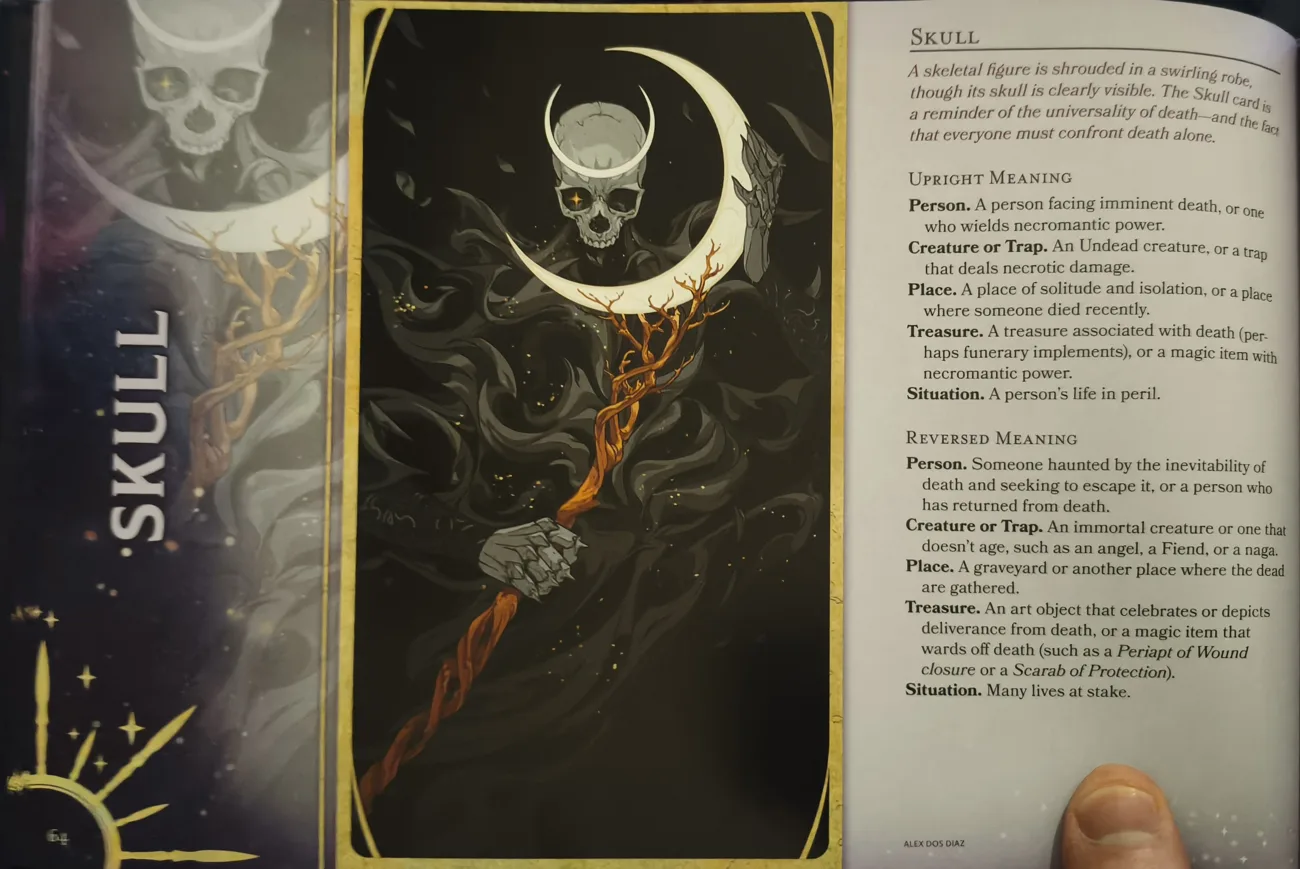 SKULL
64
SKULL
A skeletal figure is shrouded in a swirling robe,
though its skull is clearly visible. The Skull card is
a reminder of the universality of death—and the fact
that everyone must confront death alone.
UPRIGHT MEANING
Person. A person facing imminent death, or one
who wields necromantic power.
Creature or Trap. An Undead creature, or a trap
that deals necrotic damage.
Place. A place of solitude and isolation, or a place
where someone died recently.
Treasure. A treasure associated with death (per-
haps funerary implements), or a magic item with
necromantic power.
Situation. A person's life in peril.
REVERSED MEANING
Person. Someone haunted by the inevitability of
death and seeking to escape it, or a person who
has returned from death.
Creature or Trap. An immortal creature or one that
doesn't age, such as an angel, a Fiend, or a naga.
Place. A graveyard or another place where the dead
are gathered.
Treasure. An art object that celebrates or depicts
deliverance from death, or a magic item that
wards off death (such as a Periapt of Wound
closure or a Scarab of Protection).
Situation. Many lives at stake.
ALEX DOS DIAZ